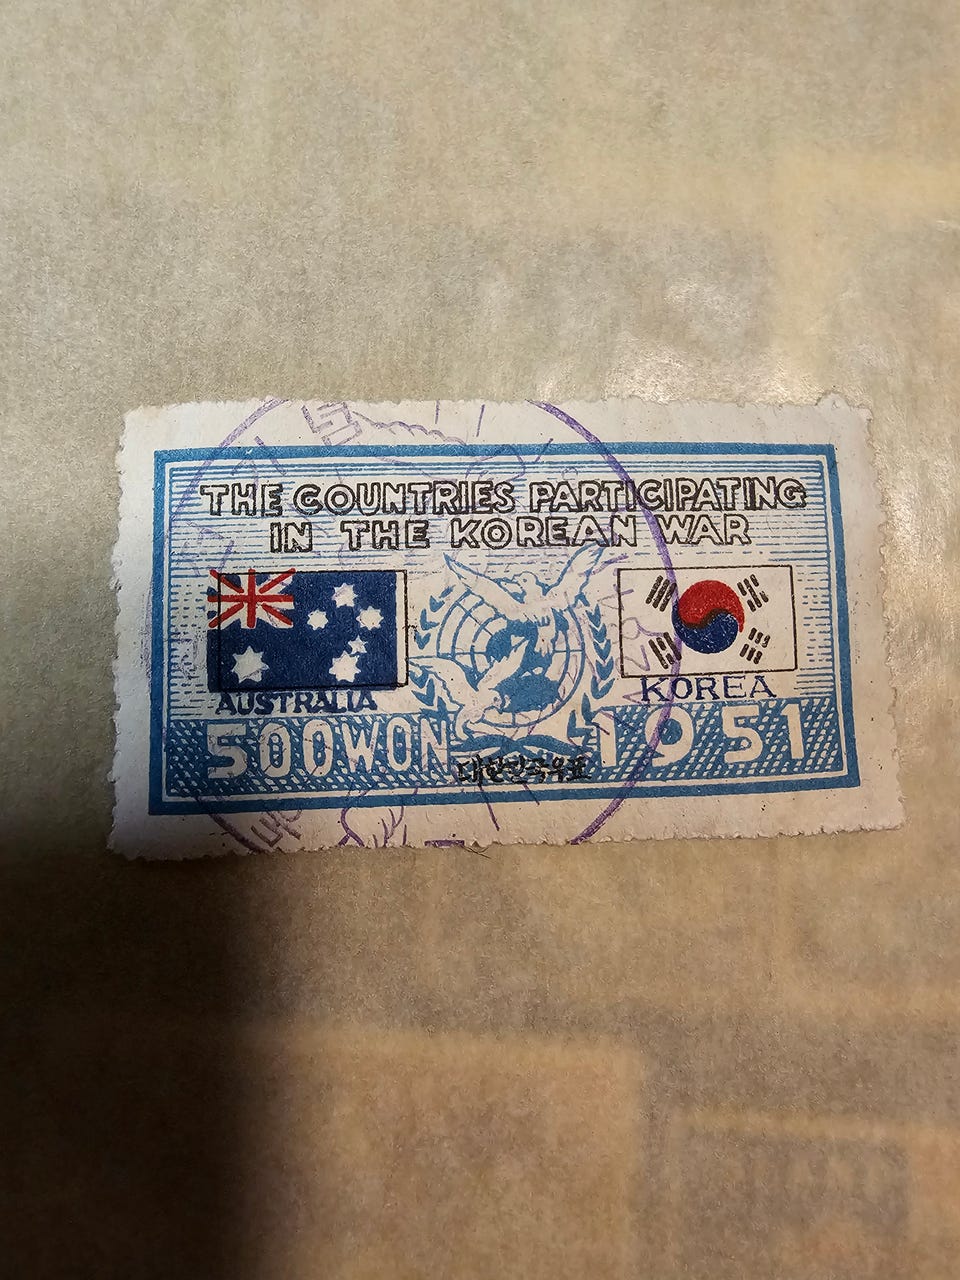 THE COUNTRIES PARTICIPATING
IN THE KOREAN WAR
AUSTRALIA
KOREA
500WON
1951
대한민국우표